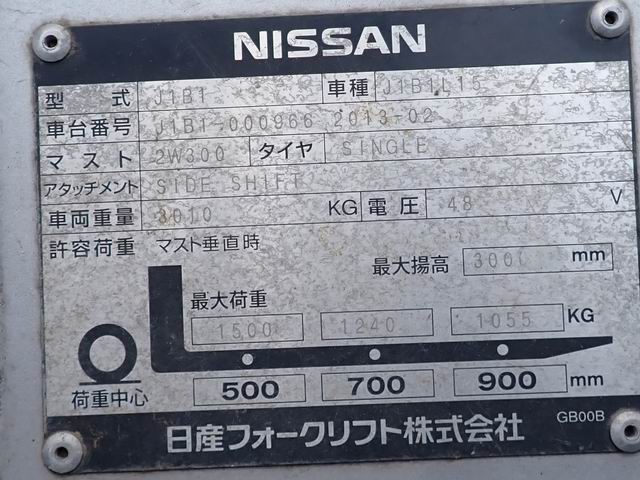 NISSAN
型式 J1B1 車種 J1B1L15
車台番号 J1B1-000966 2013-02
マスト 2W300 タイヤ SINGLE
アタッチメント SIDE SHIFT
車両重量 3010 KG 電圧 48 V
許容荷重 マスト垂直時
最大揚高 3000 mm
最大荷重
1500 1240 1055 KG
500 700 900 mm
荷重中心
日産フォークリフト株式会社 GB00B